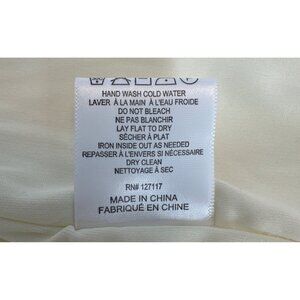 HAND WASH COLD WATER
LAVER À LA MAIN À L'EAU FROIDE
DO NOT BLEACH
NE PAS BLANCHIR
LAY FLAT TO DRY
SÉCHER À PLAT
IRON INSIDE OUT AS NEEDED
REPASSER À L'ENVERS SI NÉCESSAIRE
DRY CLEAN
NETTOYAGE À SEC
RN# 127117
MADE IN CHINA
FABRIQUÉ EN CHINE